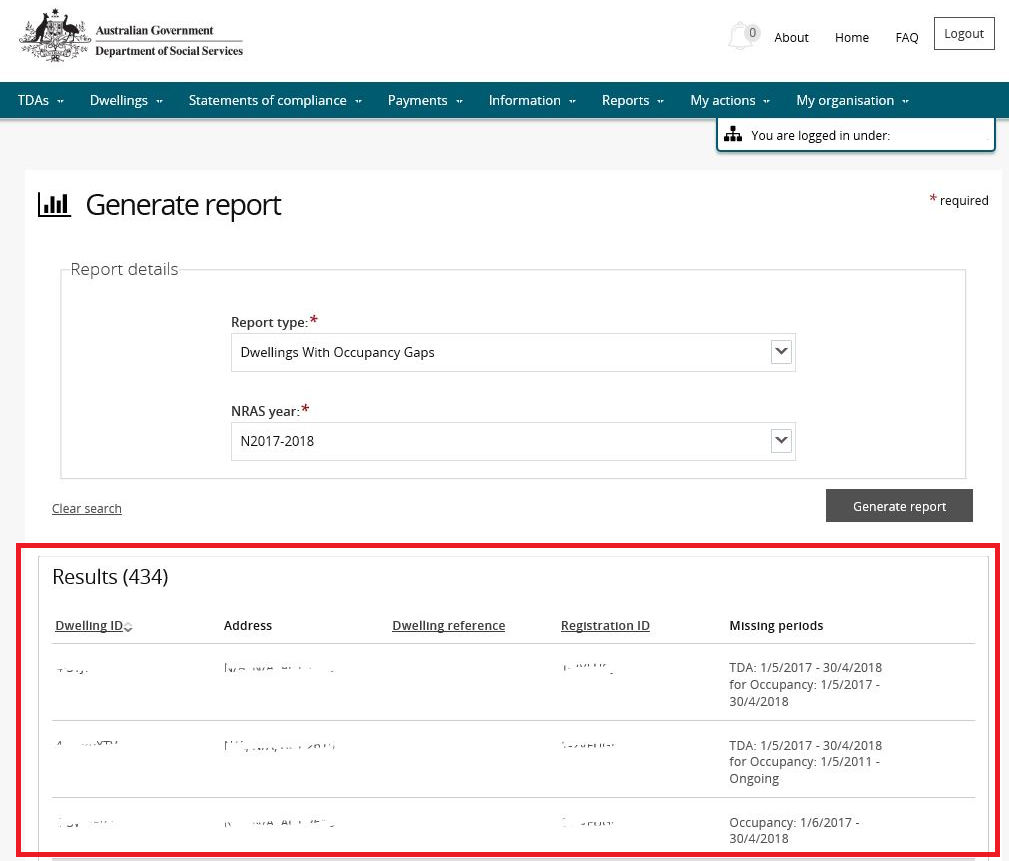 Australian Government
Department of Social Services
0
About
Home
FAQ
Logout
TDAs
Dwellings
Statements of compliance
Payments
Information
Reports
My actions
My organisation
You are logged in under:
Generate report
* required
Report details
Report type:*
Dwellings With Occupancy Gaps
NRAS year:*
N2017-2018
Clear search
Generate report
Results (434)
Dwelling ID
Address
Dwelling reference
Registration ID
Missing periods
TDA: 1/5/2017 - 30/4/2018
for Occupancy: 1/5/2017 -
30/4/2018
TDA: 1/5/2017 - 30/4/2018
for Occupancy: 1/5/2011 -
Ongoing
Occupancy: 1/6/2017 -
30/4/2018